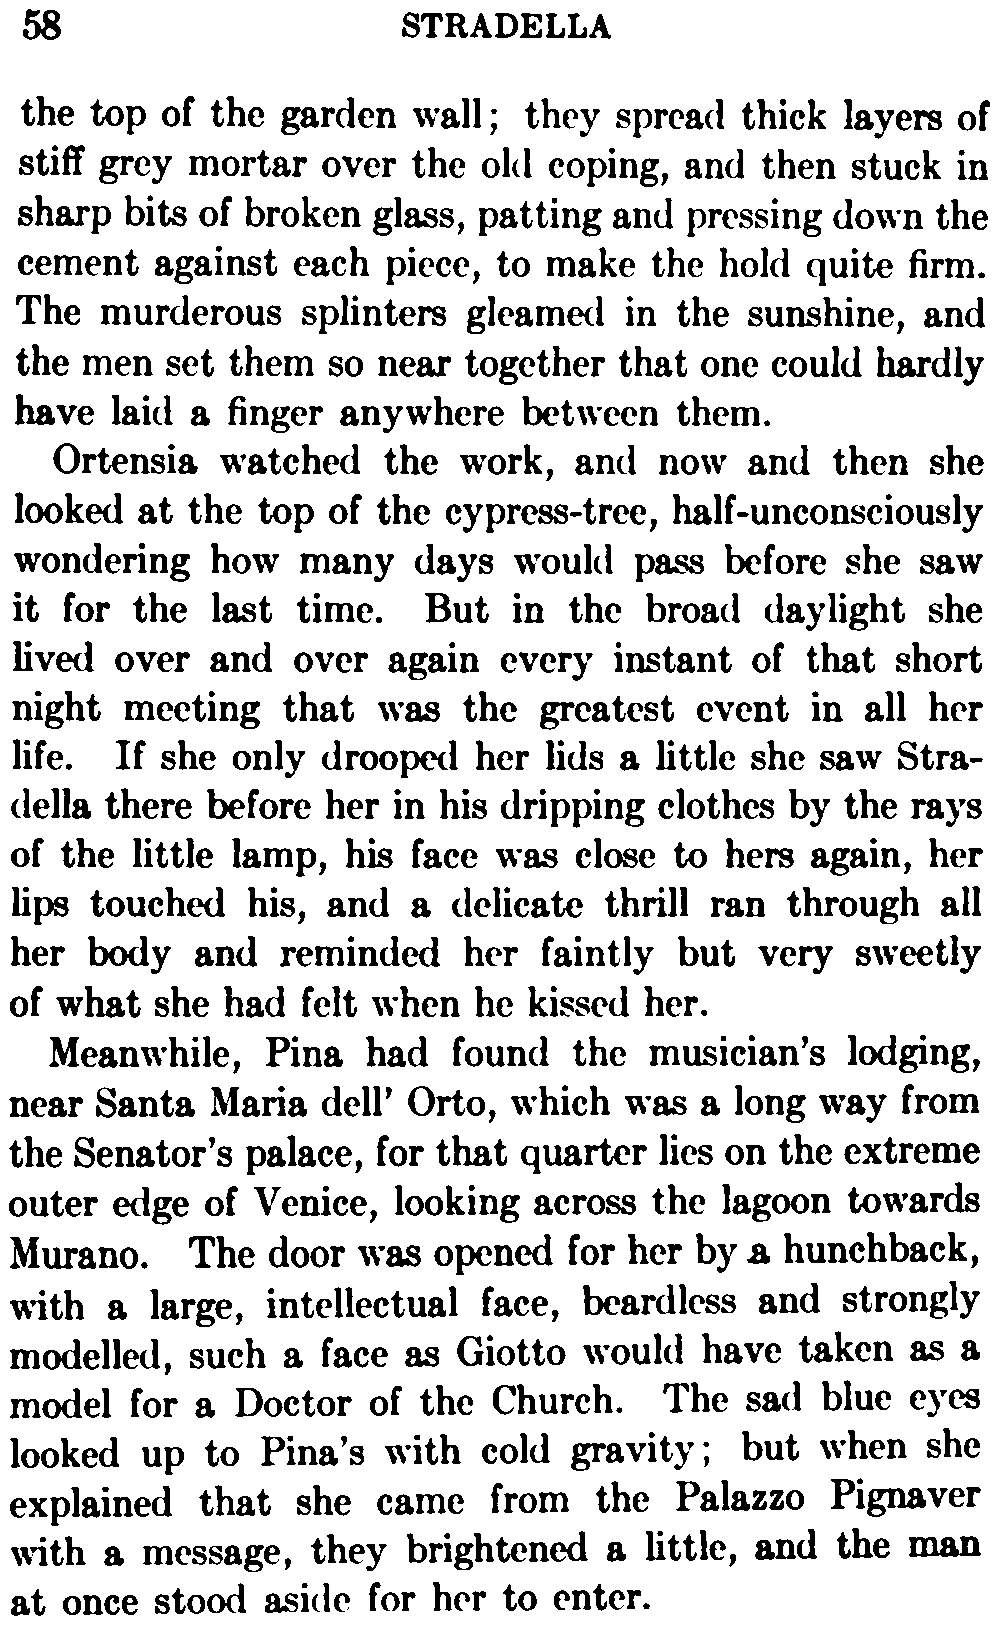 58 STRADELLA
the top of the garden wall; they spread thick layers of
stiff grey mortar over the old coping, and then stuck in
sharp bits of broken glass, patting and pressing down the
cement against each piece, to make the hold quite firm.
The murderous splinters gleamed in the sunshine, and
the men set them so near together that one could hardly
have laid a finger anywhere between them.
Ortensia watched the work, and now and then she
looked at the top of the cypress-tree, half-unconsciously
wondering how many days would pass before she saw
it for the last time. But in the broad daylight she
lived over and over again every instant of that short
night meeting that was the greatest event in all her
life. If she only drooped her lids a little she saw Stra-
della there before her in his dripping clothes by the rays
of the little lamp, his face was close to hers again, her
lips touched his, and a delicate thrill ran through all
her body and reminded her faintly but very sweetly
of what she had felt when he kissed her.
Meanwhile, Pina had found the musician's lodging,
near Santa Maria dell' Orto, which was a long way from
the Senator's palace, for that quarter lies on the extreme
outer edge of Venice, looking across the lagoon towards
Murano. The door was opened for her by a hunchback,
with a large, intellectual face, beardless and strongly
modelled, such a face as Giotto would have taken as a
model for a Doctor of the Church. The sad blue eyes
looked up to Pina's with cold gravity; but when she
explained that she came from the Palazzo Pignaver
with a message, they brightened a little, and the man
at once stood aside for her to enter.